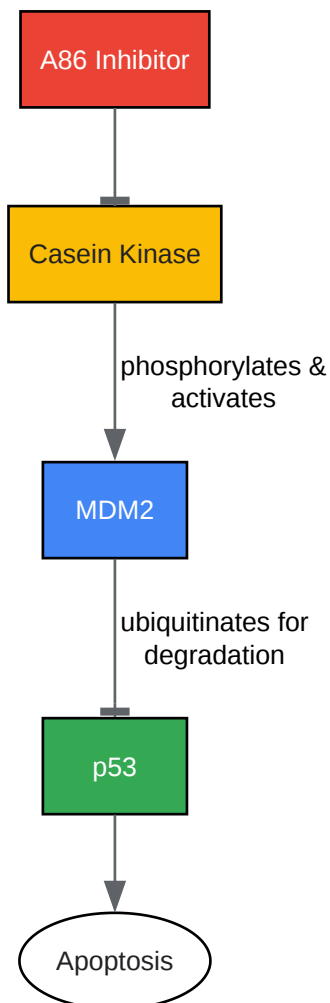 A86 Inhibitor
Casein Kinase
phosphorylates &
activates
MDM2
ubiquitinates for
degradation
p53
Apoptosis